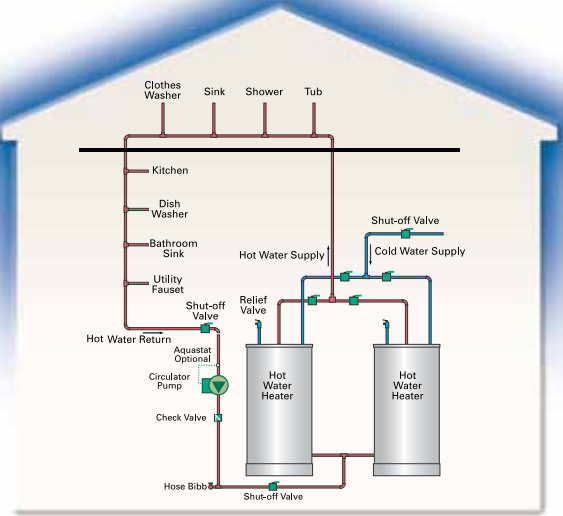 Clothes
Washer
Sink
Shower
Tub
Kitchen
Dish
Washer
Bathroom
Sink
Utility
Fauset
Shut-off Valve
Cold Water Supply
Hot Water Supply
Shut-off
Valve
Relief
Valve
Hot Water Return
Aquastat
Optional
Circulator
Pump
Hot
Water
Heater
Hot
Water
Heater
Check Valve
Hose Bibb
Shut-off Valve